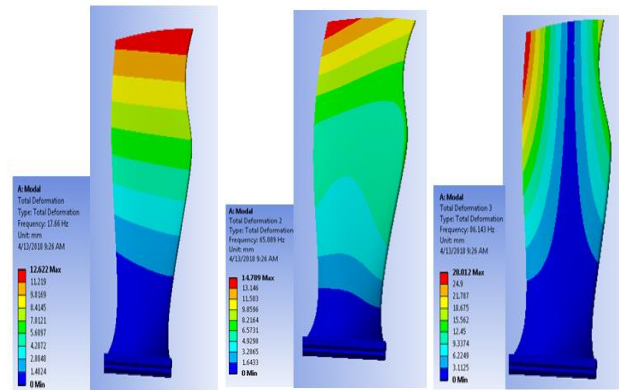 A: Modal
Total Deformation
Type: Total Deformation
Frequency: 17.66 Hz
Unit: mm
4/13/2018 9:26 AM
12.622 Max
11.219
9.8169
8.4145
7.0121
5.6097
4.2072
2.8048
1.4024
0 Min
A: Modal
Total Deformation 2
Type: Total Deformation
Frequency: 65.089 Hz
Unit: mm
4/13/2018 9:26 AM
14.789 Max
13.146
11.503
9.8596
8.2164
6.5731
4.9298
3.2865
1.6433
0 Min
A: Modal
Total Deformation 3
Type: Total Deformation
Frequency: 86.143 Hz
Unit: mm
4/13/2018 9:26 AM
28.012 Max
24.9
21.787
18.675
15.562
12.45
9.3374
6.2249
3.1125
0 Min